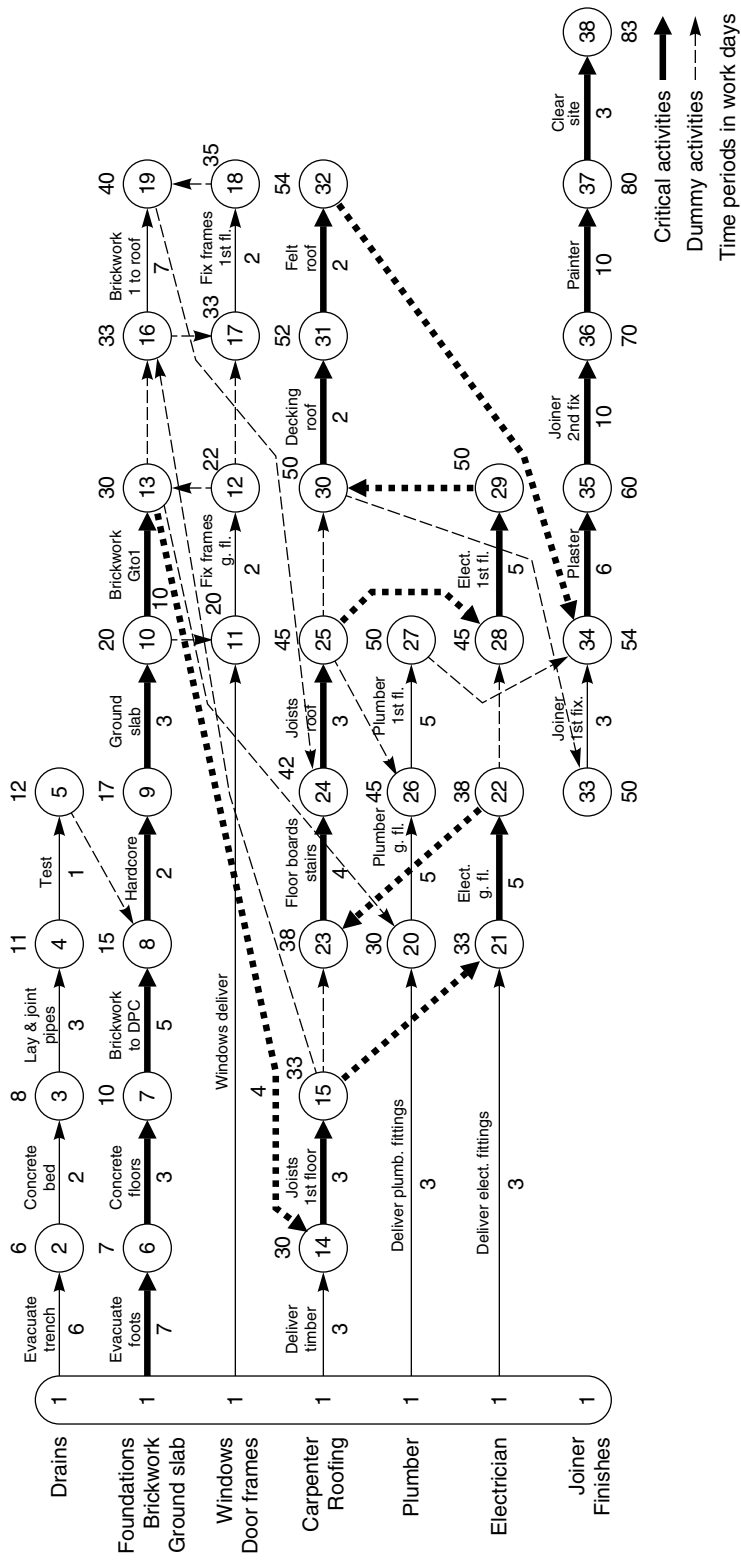 Drains
1
Evacuate
trench
6
6
2
Concrete
bed
2
8
3
Lay & joint
pipes
3
11
4
Test
1
12
5
Foundations
Brickwork
Ground slab
1
Evacuate
foots
7
7
6
Concrete
floors
3
10
7
Brickwork
to DPC
5
15
8
Hardcore
2
17
9
Ground
slab
3
20
10
Brickwork
Gto1
10
30
13
33
16
Brickwork
1 to roof
7
40
19
Windows
Door frames
1
Windows deliver
4
20
11
Fix frames
g. fl.
2
22
12
33
17
Fix frames
1st fl.
2
35
18
Carpenter
Roofing
1
Deliver
timber
3
30
14
Joists
1st floor
3
33
15
38
23
Floor boards
stairs
4
42
24
Joists
roof
3
45
25
50
30
Decking
roof
2
52
31
Felt
roof
2
54
32
Plumber
1
Deliver plumb. fittings
3
30
20
Plumber
g. fl.
5
45
26
Plumber
1st fl.
5
50
27
Electrician
1
Deliver elect. fittings
3
33
21
Elect.
g. fl.
5
38
22
45
28
Elect.
1st fl.
5
50
29
Joiner
Finishes
1
33
50
Joiner
1st fix.
3
34
54
Plaster
6
35
60
Joiner
2nd fix
10
36
70
Painter
10
37
80
Clear
site
3
38
83
Critical activities
Dummy activities
Time periods in work days